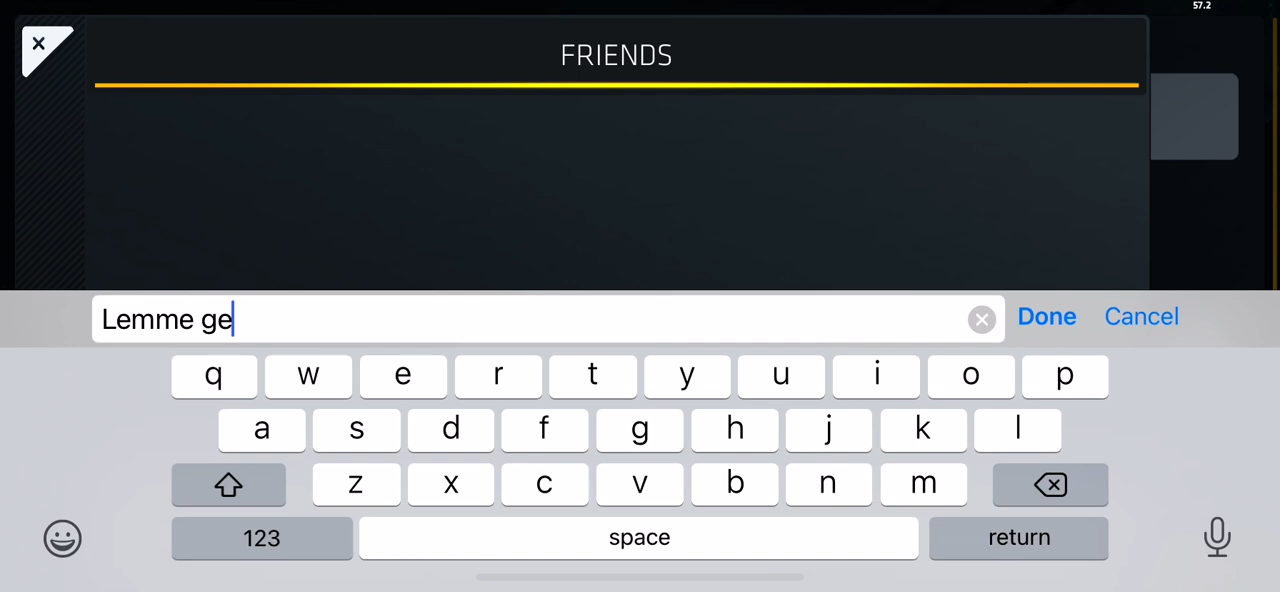 57.2
FRIENDS
Lemme ge
Done
Cancel
q w e r t y u i o p
a s d f g h j k l
z x c v b n m
123
space
return